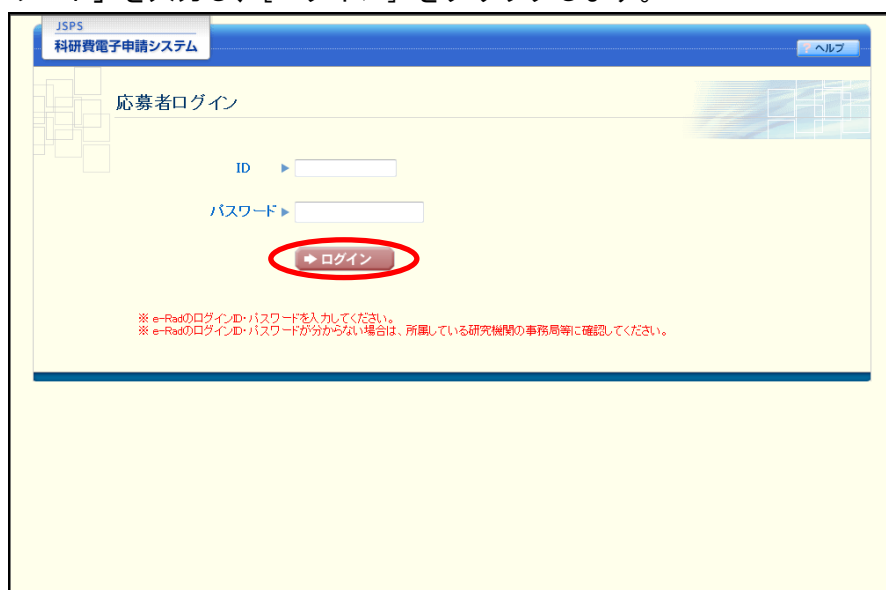 JSPS
科研費電子申請システム
ヘルプ
応募者ログイン
ID
パスワード
ログイン
※ e-RadのログインID・パスワードを入力してください。
※ e-RadのログインID・パスワードが分からない場合は、所属している研究機関の事務局等に確認してください。